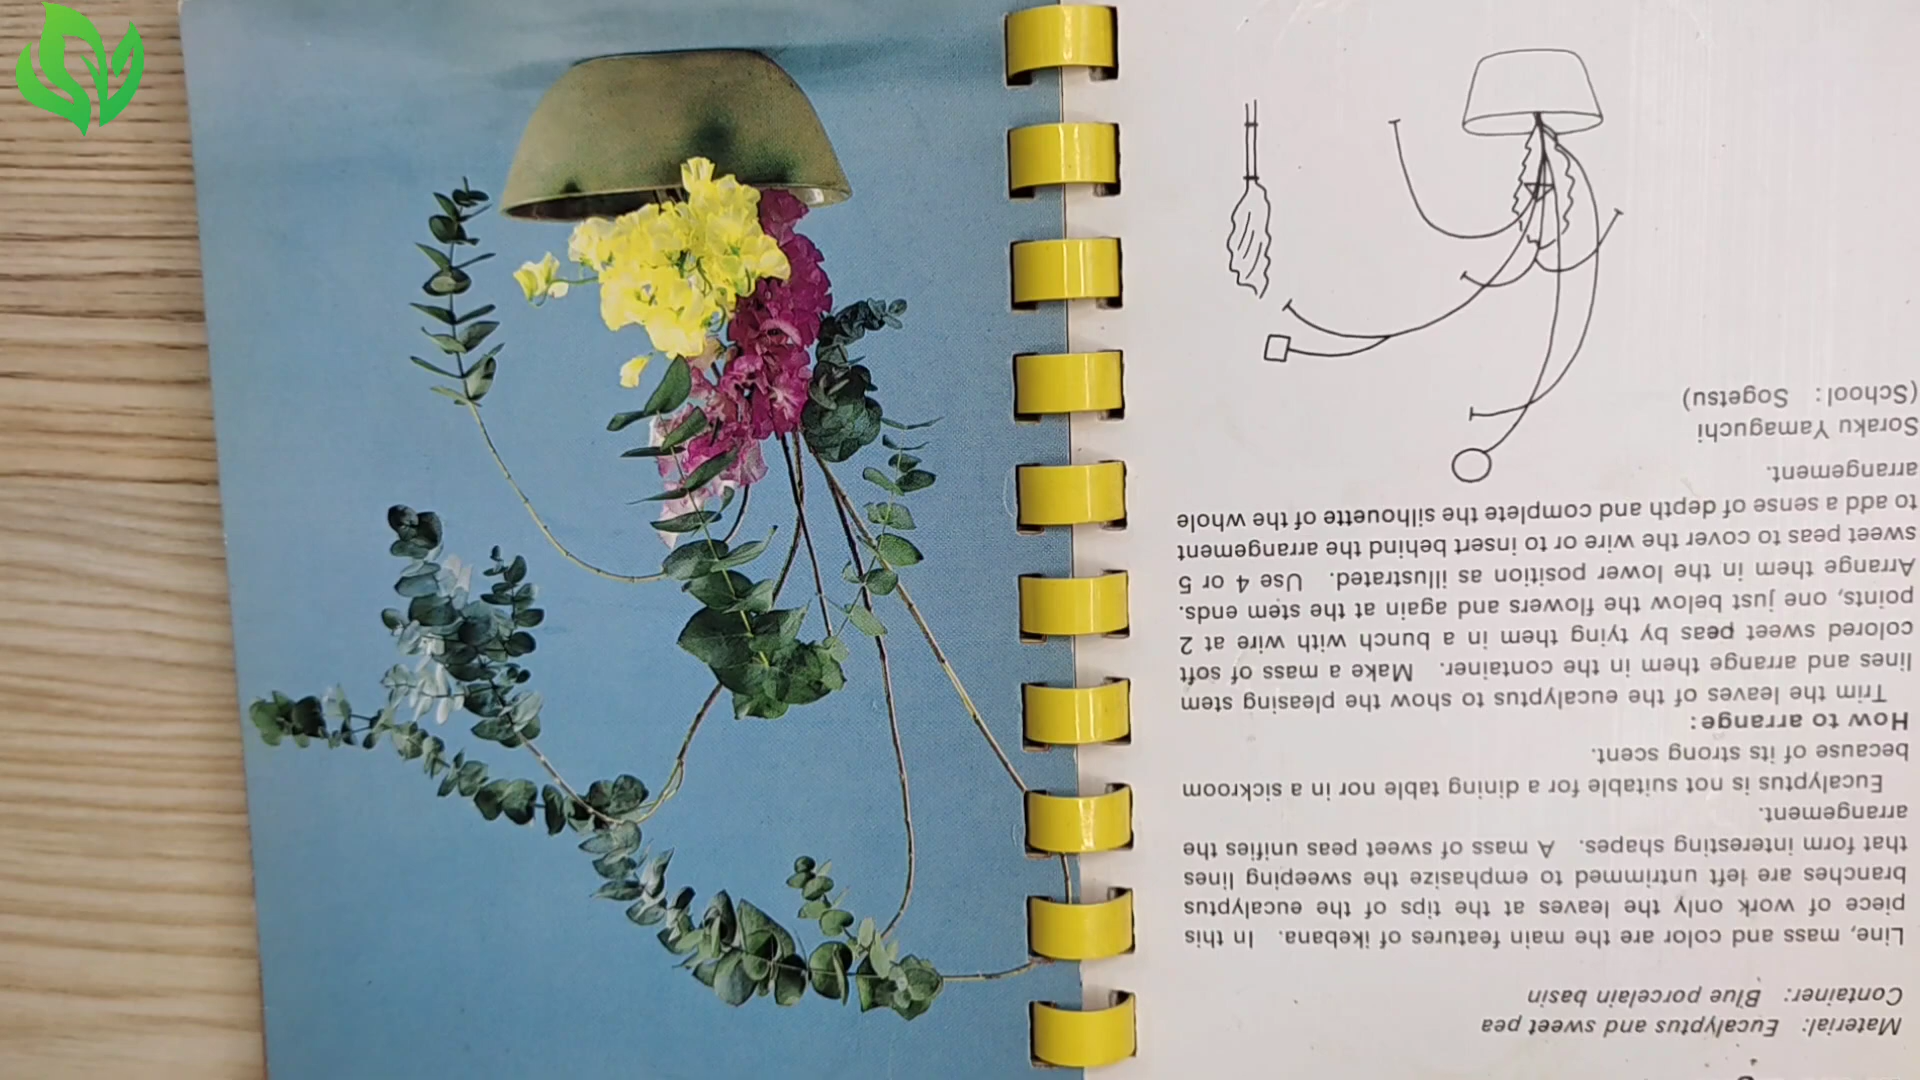 Material: Eucalyptus and sweet pea
Container: Blue porcelain basin
Line, mass and color are the main features of ikebana. In this
piece of work only the leaves at the tips of the eucalyptus
branches are left untrimmed to emphasize the sweeping lines
that form interesting shapes. A mass of sweet peas unifies the
arrangement.
Eucalyptus is not suitable for a dining table nor in a sickroom
because of its strong scent.
How to arrange:
Trim the leaves of the eucalyptus to show the pleasing stem
lines and arrange them in the container. Make a mass of soft
colored sweet peas by tying them in a bunch with wire at 2
points, one just below the flowers and again at the stem ends.
Arrange them in the lower position as illustrated. Use 4 or 5
sweet peas to cover the wire or to insert behind the arrangement
to add a sense of depth and complete the silhouette of the whole
arrangement.
Soraku Yamaguchi
(School: Sogetsu)